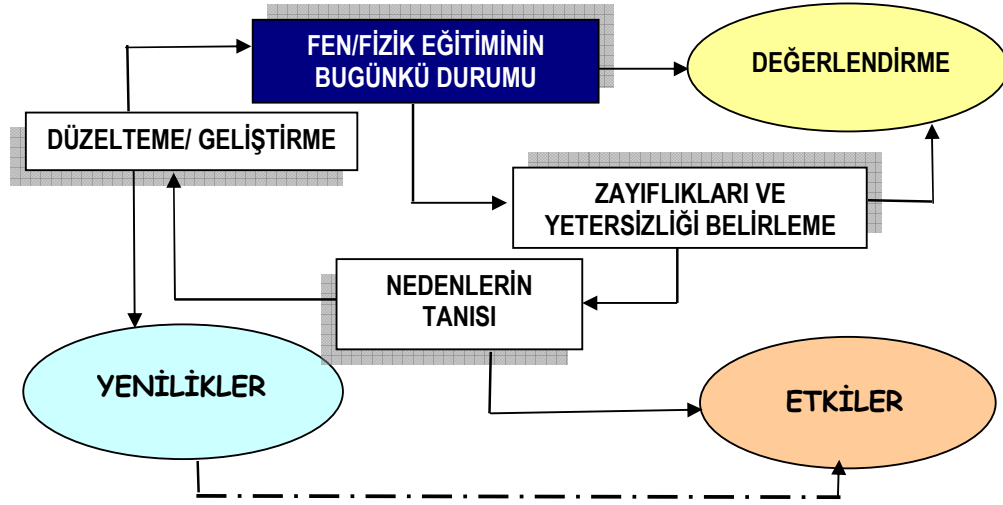 FEN/FİZİK EĞİTİMİNİN
BUGÜNKÜ DURUMU
DEĞERLENDİRME
DÜZELTEME/ GELİŞTİRME
ZAYIFLIKLARI VE
YETERSİZLİĞİ BELİRLEME
NEDENLERİN
TANISI
YENİLİKLER
ETKİLER